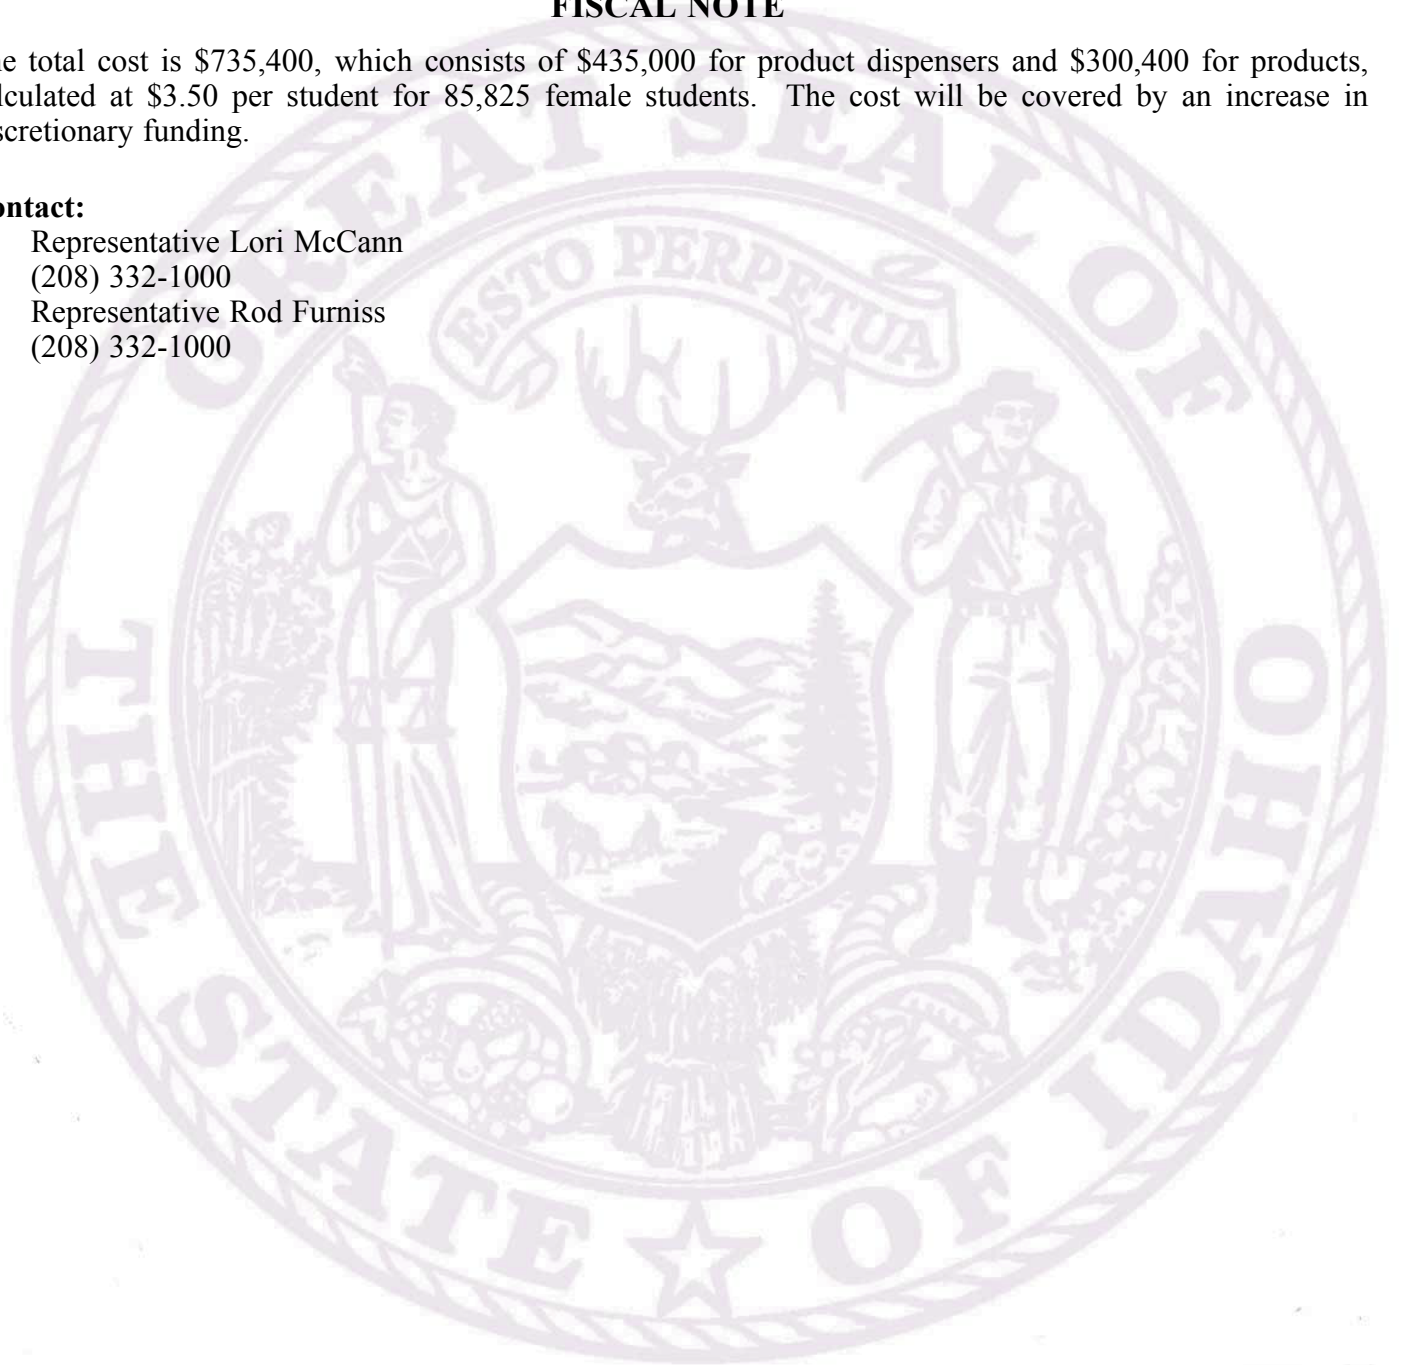 FISCAL NOTE
e total cost is $735,400, which consists of $435,000 for product dispensers and $300,400 for products,
lculated at $3.50 per student for 85,825 female students. The cost will be covered by an increase in
scretionary funding.
ontact:
Representative Lori McCann
(208) 332-1000
Representative Rod Furniss
(208) 332-1000
GREAT SEAL OF
ESTO PERPETUA
THE STATE OF IDAHO